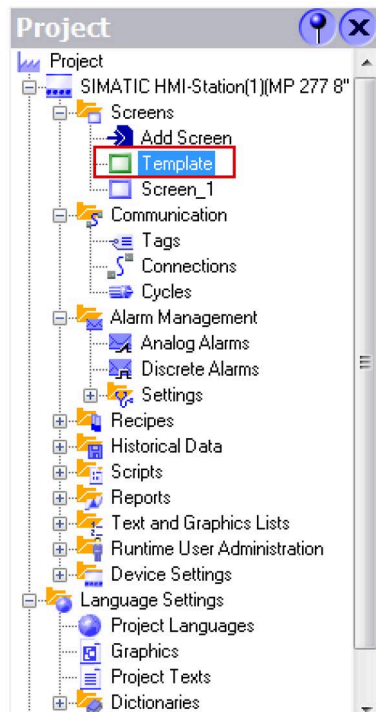 Project
Project
SIMATIC HMI-Station(1)(MP 277 8"
Screens
Add Screen
Template
Screen_1
Communication
Tags
Connections
Cycles
Alarm Management
Analog Alarms
Discrete Alarms
Settings
Recipes
Historical Data
Scripts
Reports
Text and Graphics Lists
Runtime User Administration
Device Settings
Language Settings
Project Languages
Graphics
Project Texts
Dictionaries